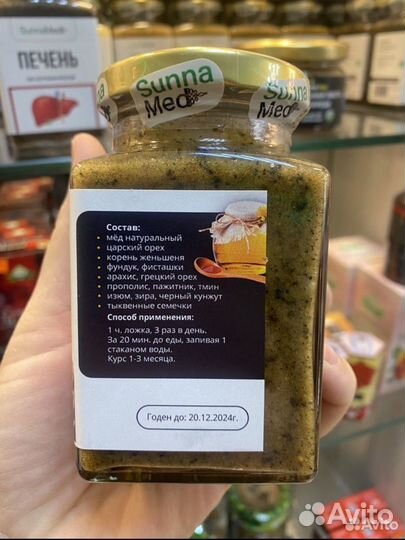 SunnaMed
ПЕЧЕНЬ
Sunna
Med
Sunna
Med
Состав:
• мёд натуральный
• царский орех
• корень женьшеня
• фундук, фисташки
• арахис, грецкий орех
• прополис, пажитник, тмин
• изюм, зира, черный кунжут
• тыквенные семечки
Способ применения:
1 ч. ложка, 3 раз в день.
За 20 мин. до еды, запивая 1
стаканом воды.
Курс 1-3 месяца.
Годен до: 20.12.2024г.
Avito
Avito